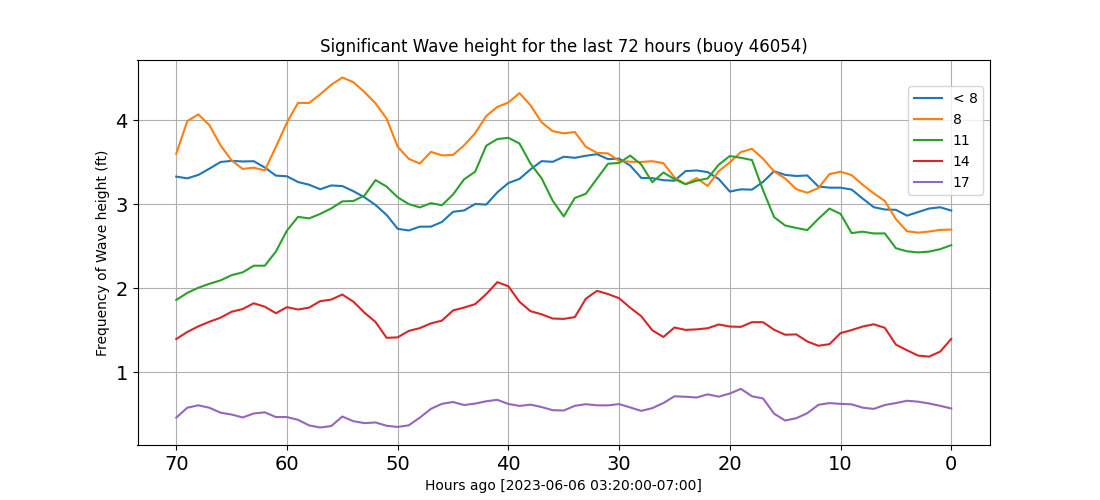 Significant Wave height for the last 72 hours (buoy 46054)
Frequency of Wave height (ft)
4
3
2
1
< 8
8
11
14
17
70 60 50 40 30 20 10 0
Hours ago [2023-06-06 03:20:00-07:00]